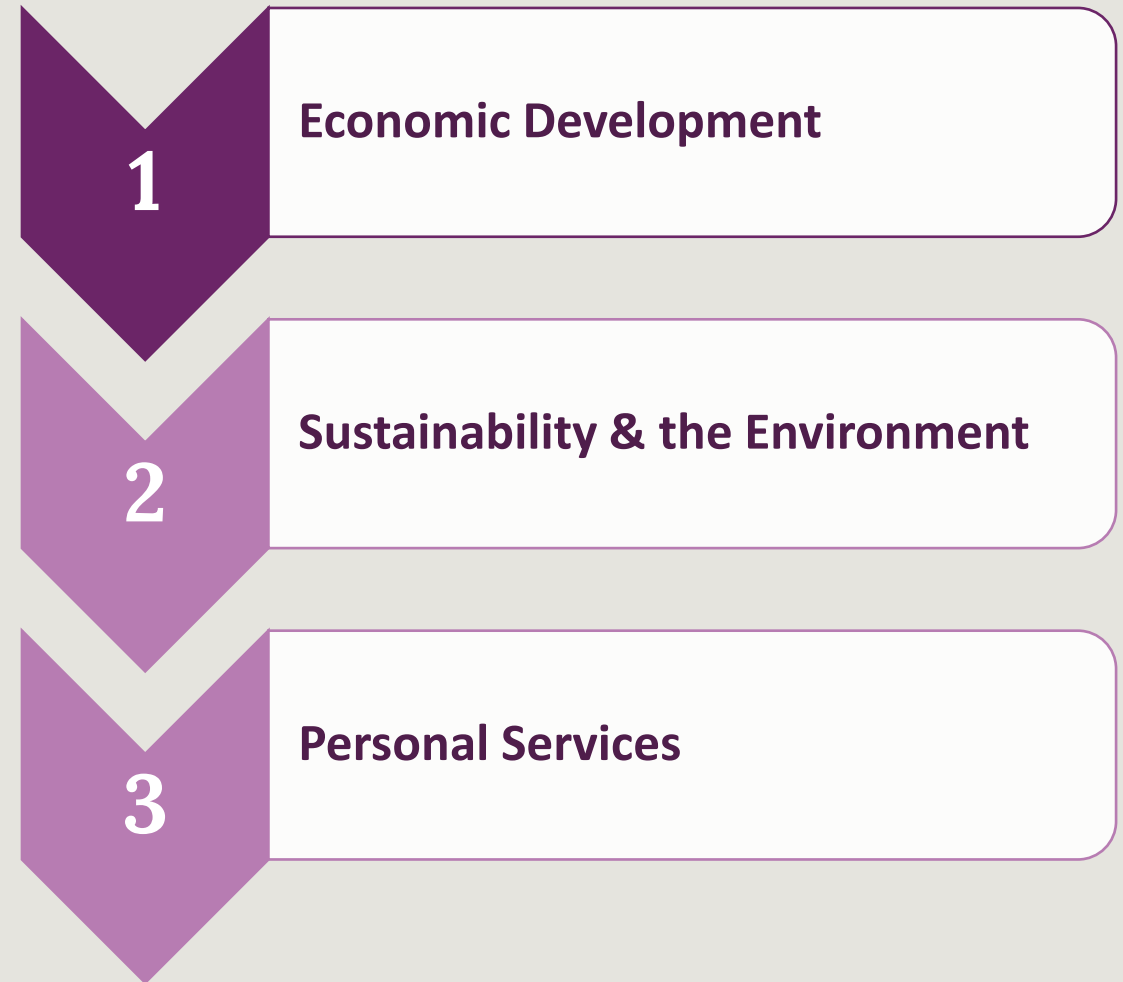 1
Economic Development
2
Sustainability & the Environment
3
Personal Services